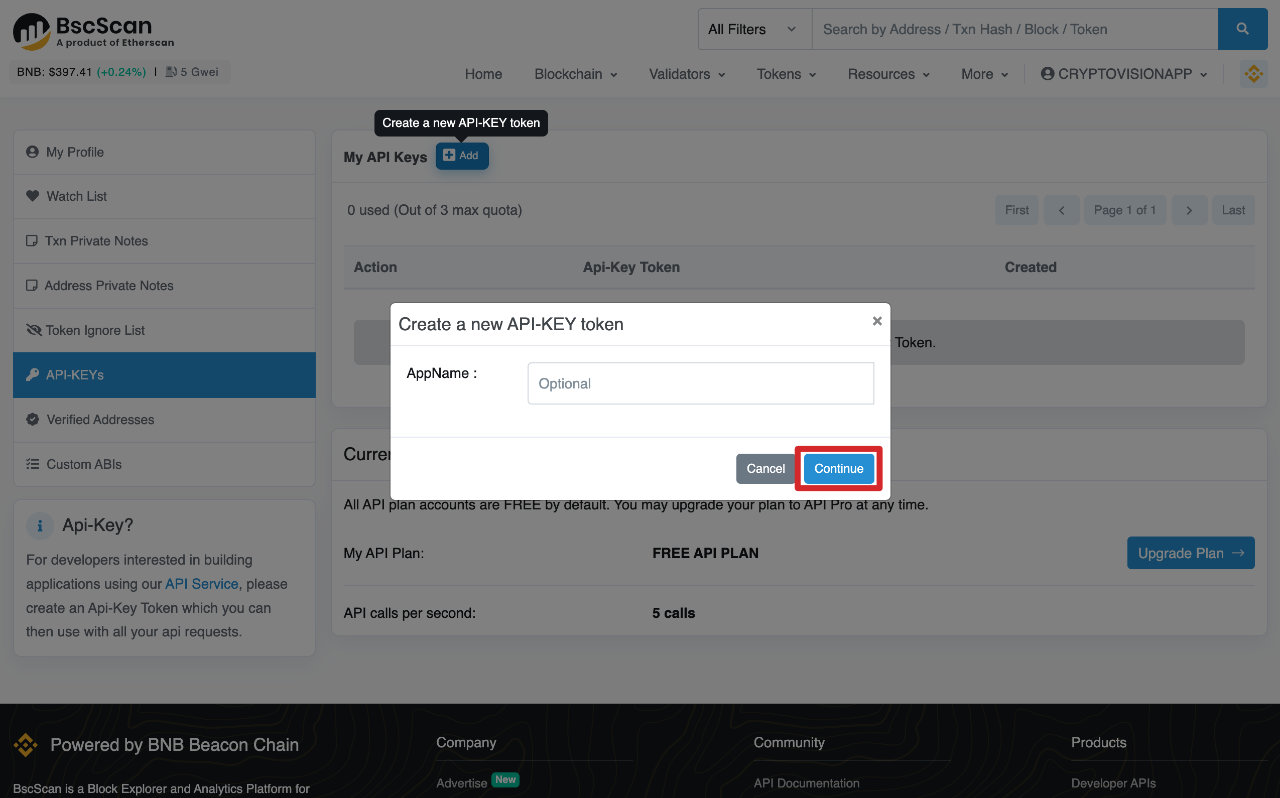 BscScan
A product of Etherscan
All Filters
Search by Address / Txn Hash / Block / Token
BNB: $397.41 (+0.24%) | 5 Gwei
Home Blockchain Validators Tokens Resources More CRYPTOVISIONAPP
Create a new API-KEY token
My Profile
Watch List
Txn Private Notes
Address Private Notes
Token Ignore List
API-KEYs
Verified Addresses
Custom ABIs
Api-Key?
For developers interested in building
applications using our API Service, please
create an Api-Key Token which you can
then use with all your api requests.
My API Keys Add
0 used (Out of 3 max quota)
First Page 1 of 1 Last
Action Api-Key Token Created
Token.
Create a new API-KEY token ×
AppName : Optional
Cancel Continue
All API plan accounts are FREE by default. You may upgrade your plan to API Pro at any time.
My API Plan: FREE API PLAN Upgrade Plan →
API calls per second: 5 calls
Powered by BNB Beacon Chain
BscScan is a Block Explorer and Analytics Platform for
Company
Advertise New
Community
API Documentation
Products
Developer APIs